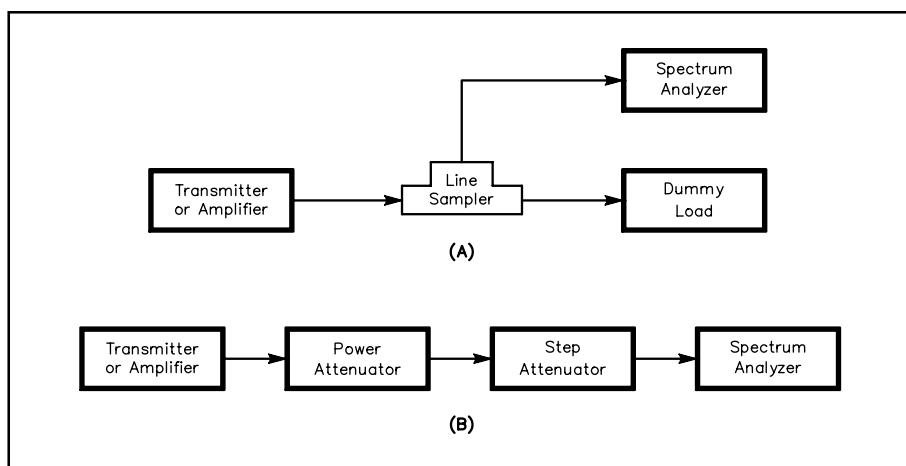 Spectrum
Analyzer
Transmitter
or Amplifier
Line
Sampler
Dummy
Load
(A)
Transmitter
or Amplifier
Power
Attenuator
Step
Attenuator
Spectrum
Analyzer
(B)